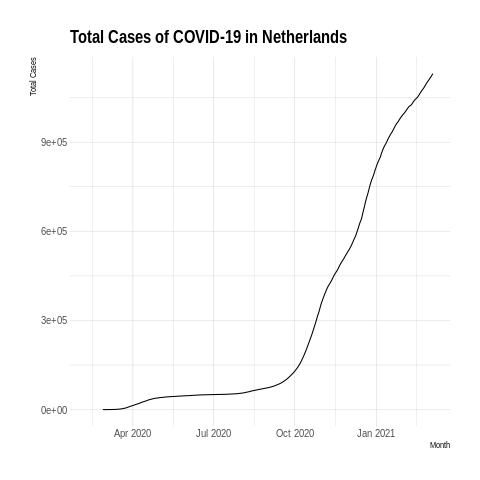 Total Cases of COVID-19 in Netherlands
Total Cases
9e+05
6e+05
3e+05
0e+00
Apr 2020 Jul 2020 Oct 2020 Jan 2021
Month